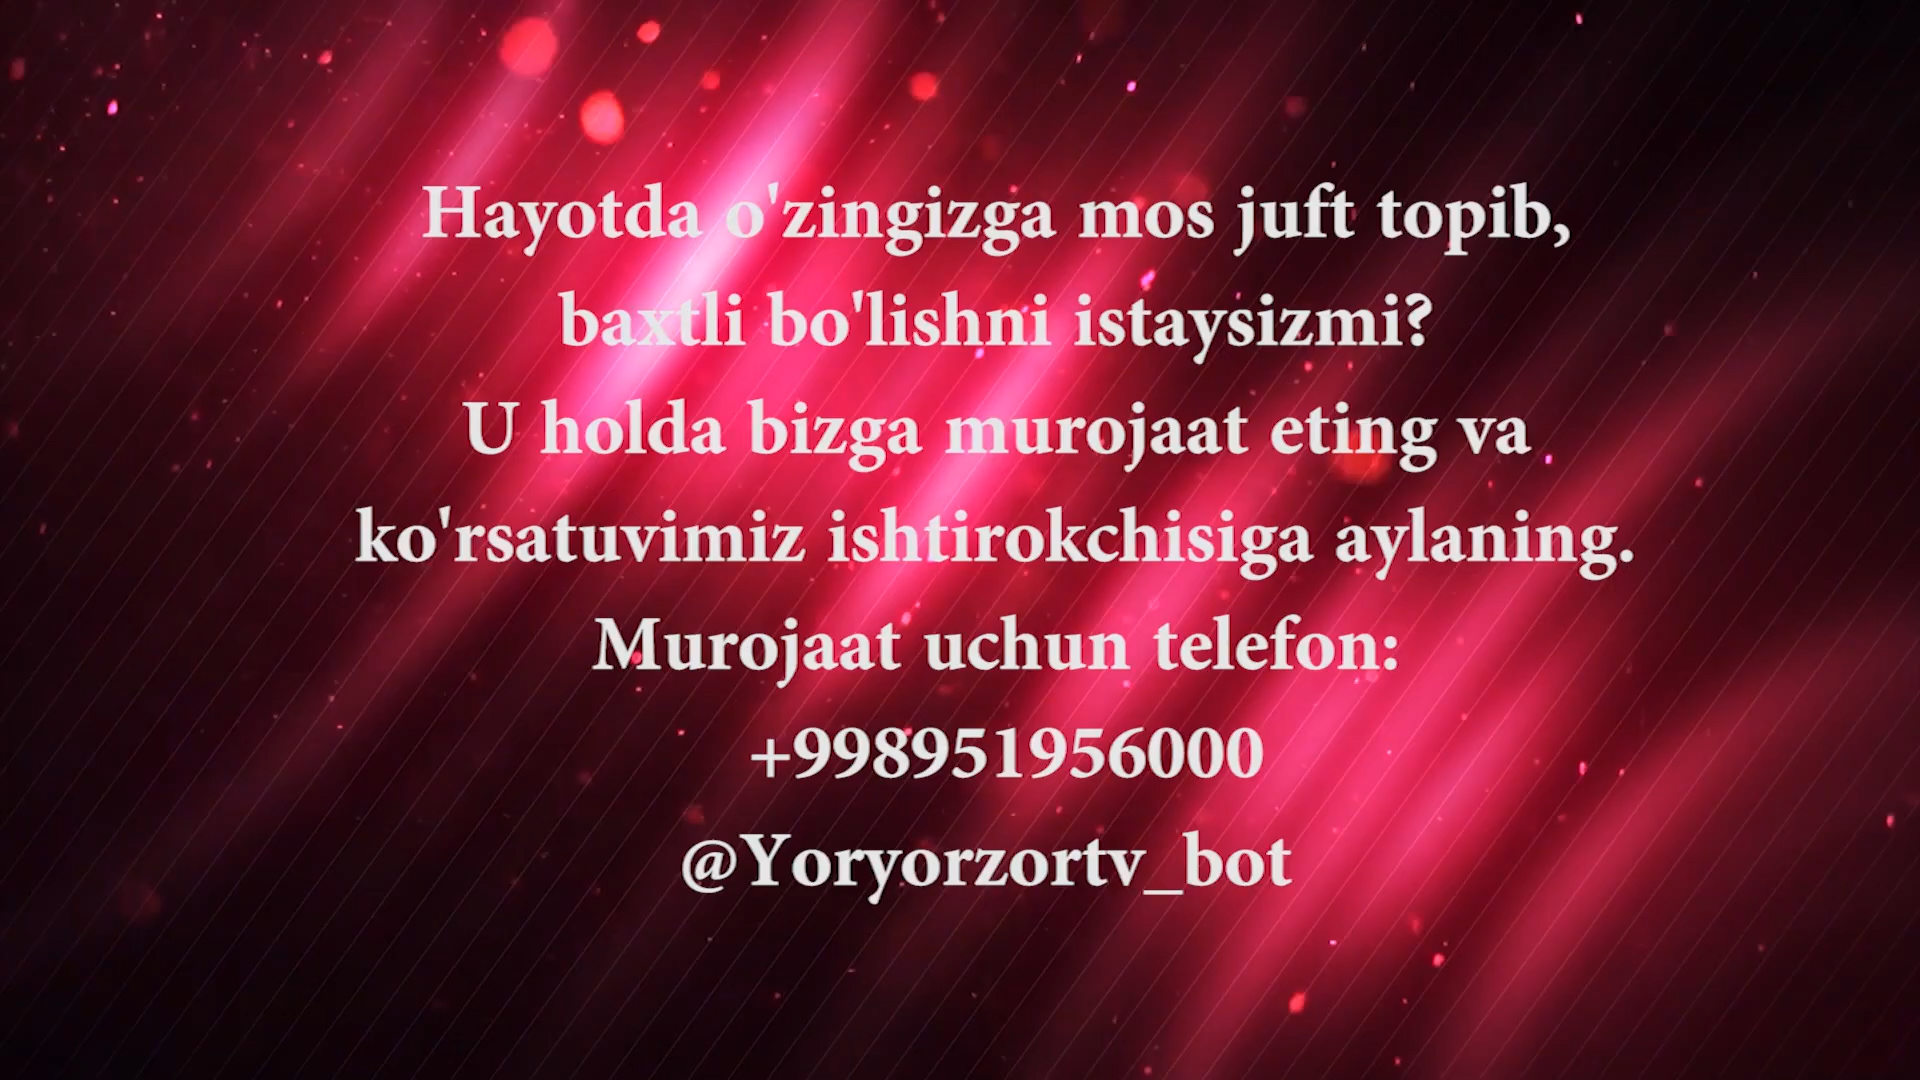 Hayotda o'zingizga mos juft topib,
baxtli bo'lishni istaysizmi?
U holda bizga murojaat eting va
ko'rsatuvimiz ishtirokchisiga aylaning.
Murojaat uchun telefon:
+998951956000
@Yoryorzortv_bot